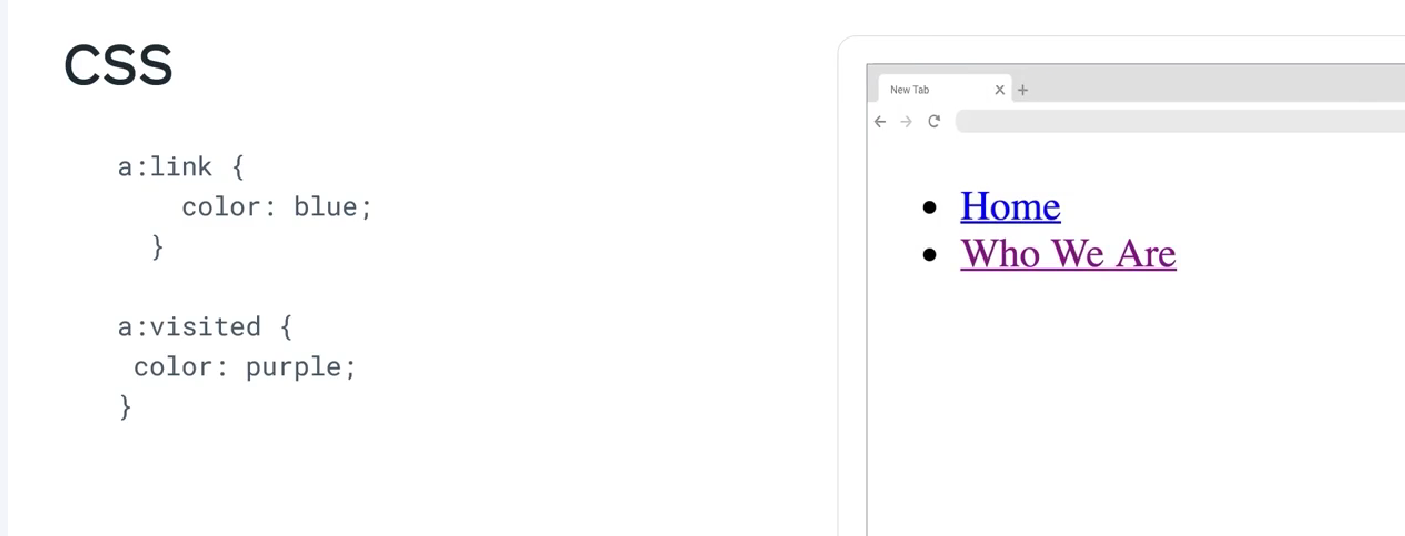 CSS
a:link {
    color: blue;
  }
a:visited {
 color: purple;
}
New Tab
Home
Who We Are